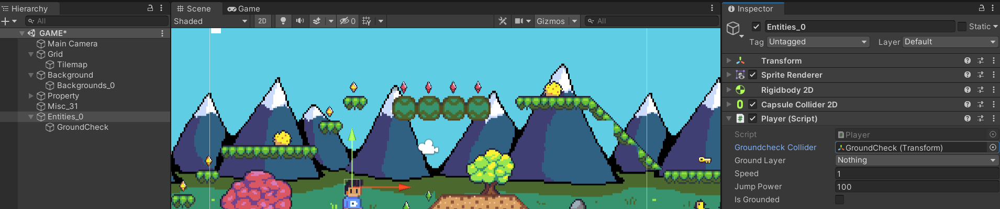 Hierarchy
All
GAME*
Main Camera
Grid
Tilemap
Background
Backgrounds_0
Property
Misc_31
Entities_0
GroundCheck
Scene
Game
Shaded
2D
0
Gizmos
All
Inspector
Entities_0
Static
Tag Untagged
Layer Default
Transform
Sprite Renderer
Rigidbody 2D
Capsule Collider 2D
Player (Script)
Script
Player
Groundcheck Collider
GroundCheck (Transform)
Ground Layer
Nothing
Speed
1
Jump Power
100
Is Grounded